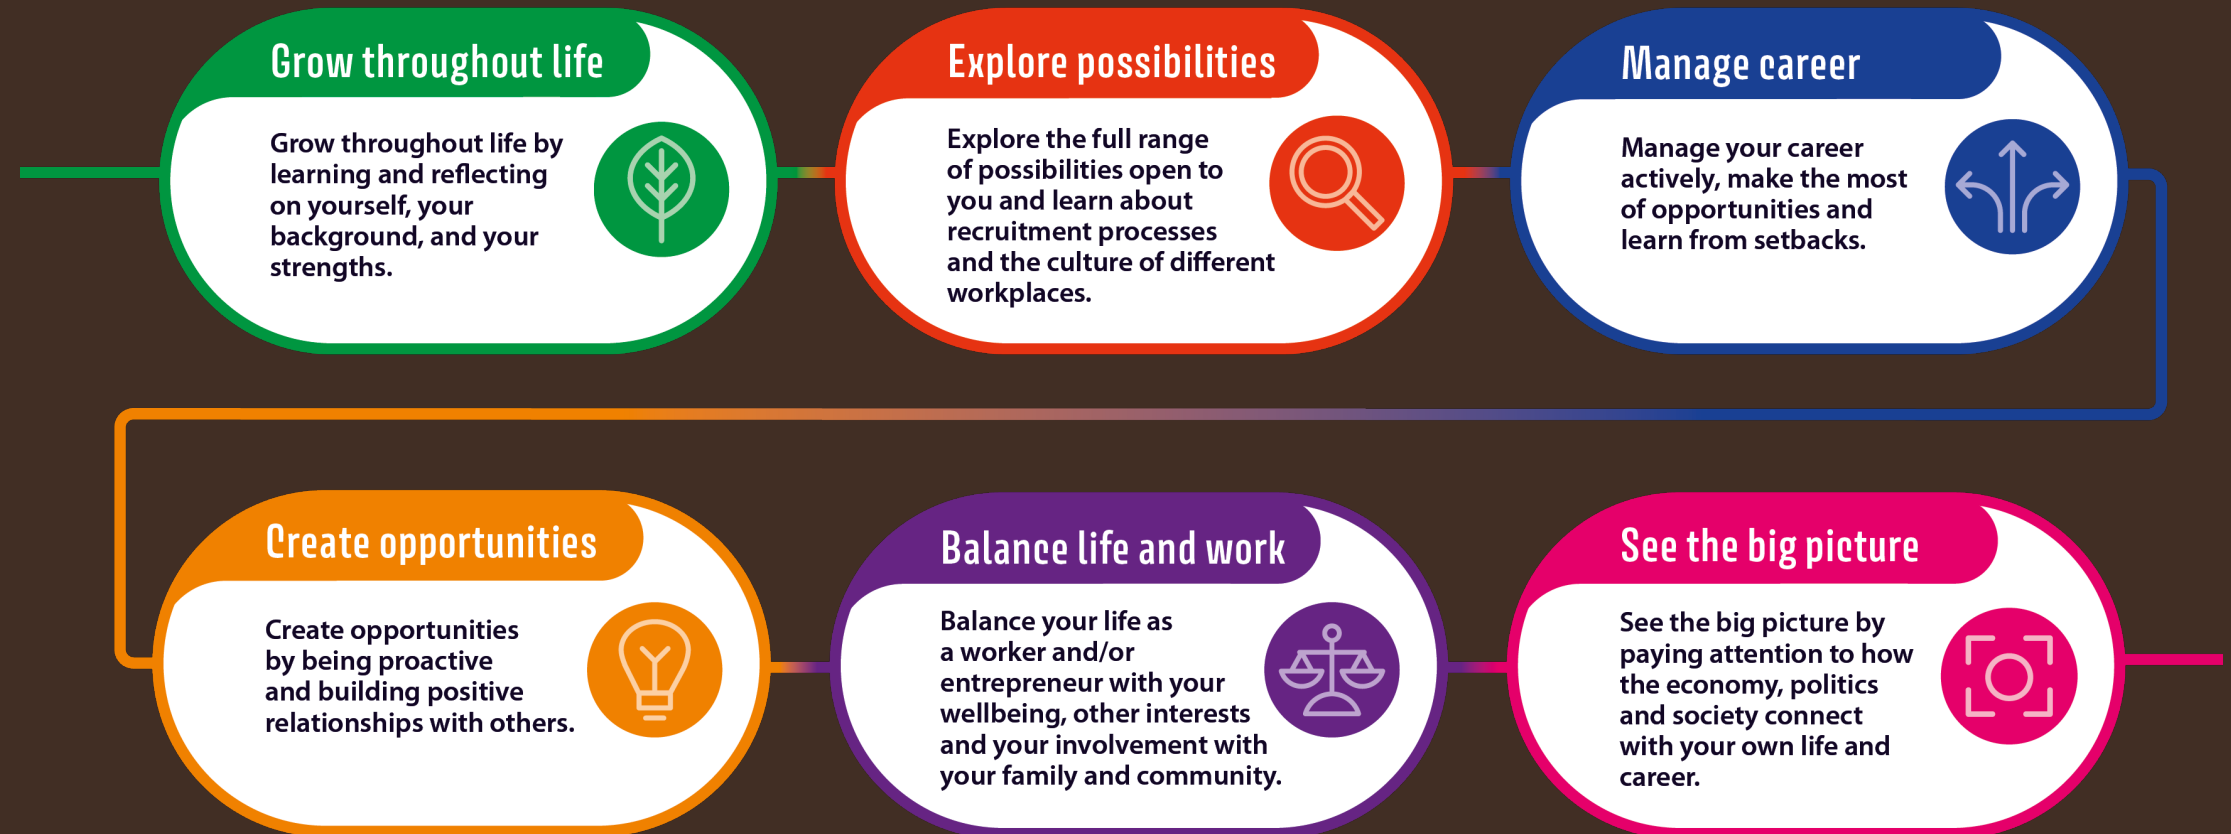 Grow throughout life
Grow throughout life by
learning and reflecting
on yourself, your
background, and your
strengths.
Explore possibilities
Explore the full range
of possibilities open to
you and learn about
recruitment processes
and the culture of different
workplaces.
Manage career
Manage your career
actively, make the most
of opportunities and
learn from setbacks.
Create opportunities
Create opportunities
by being proactive
and building positive
relationships with others.
Balance life and work
Balance your life as
a worker and/or
entrepreneur with your
wellbeing, other interests
and your involvement with
your family and community.
See the big picture
See the big picture by
paying attention to how
the economy, politics
and society connect
with your own life and
career.